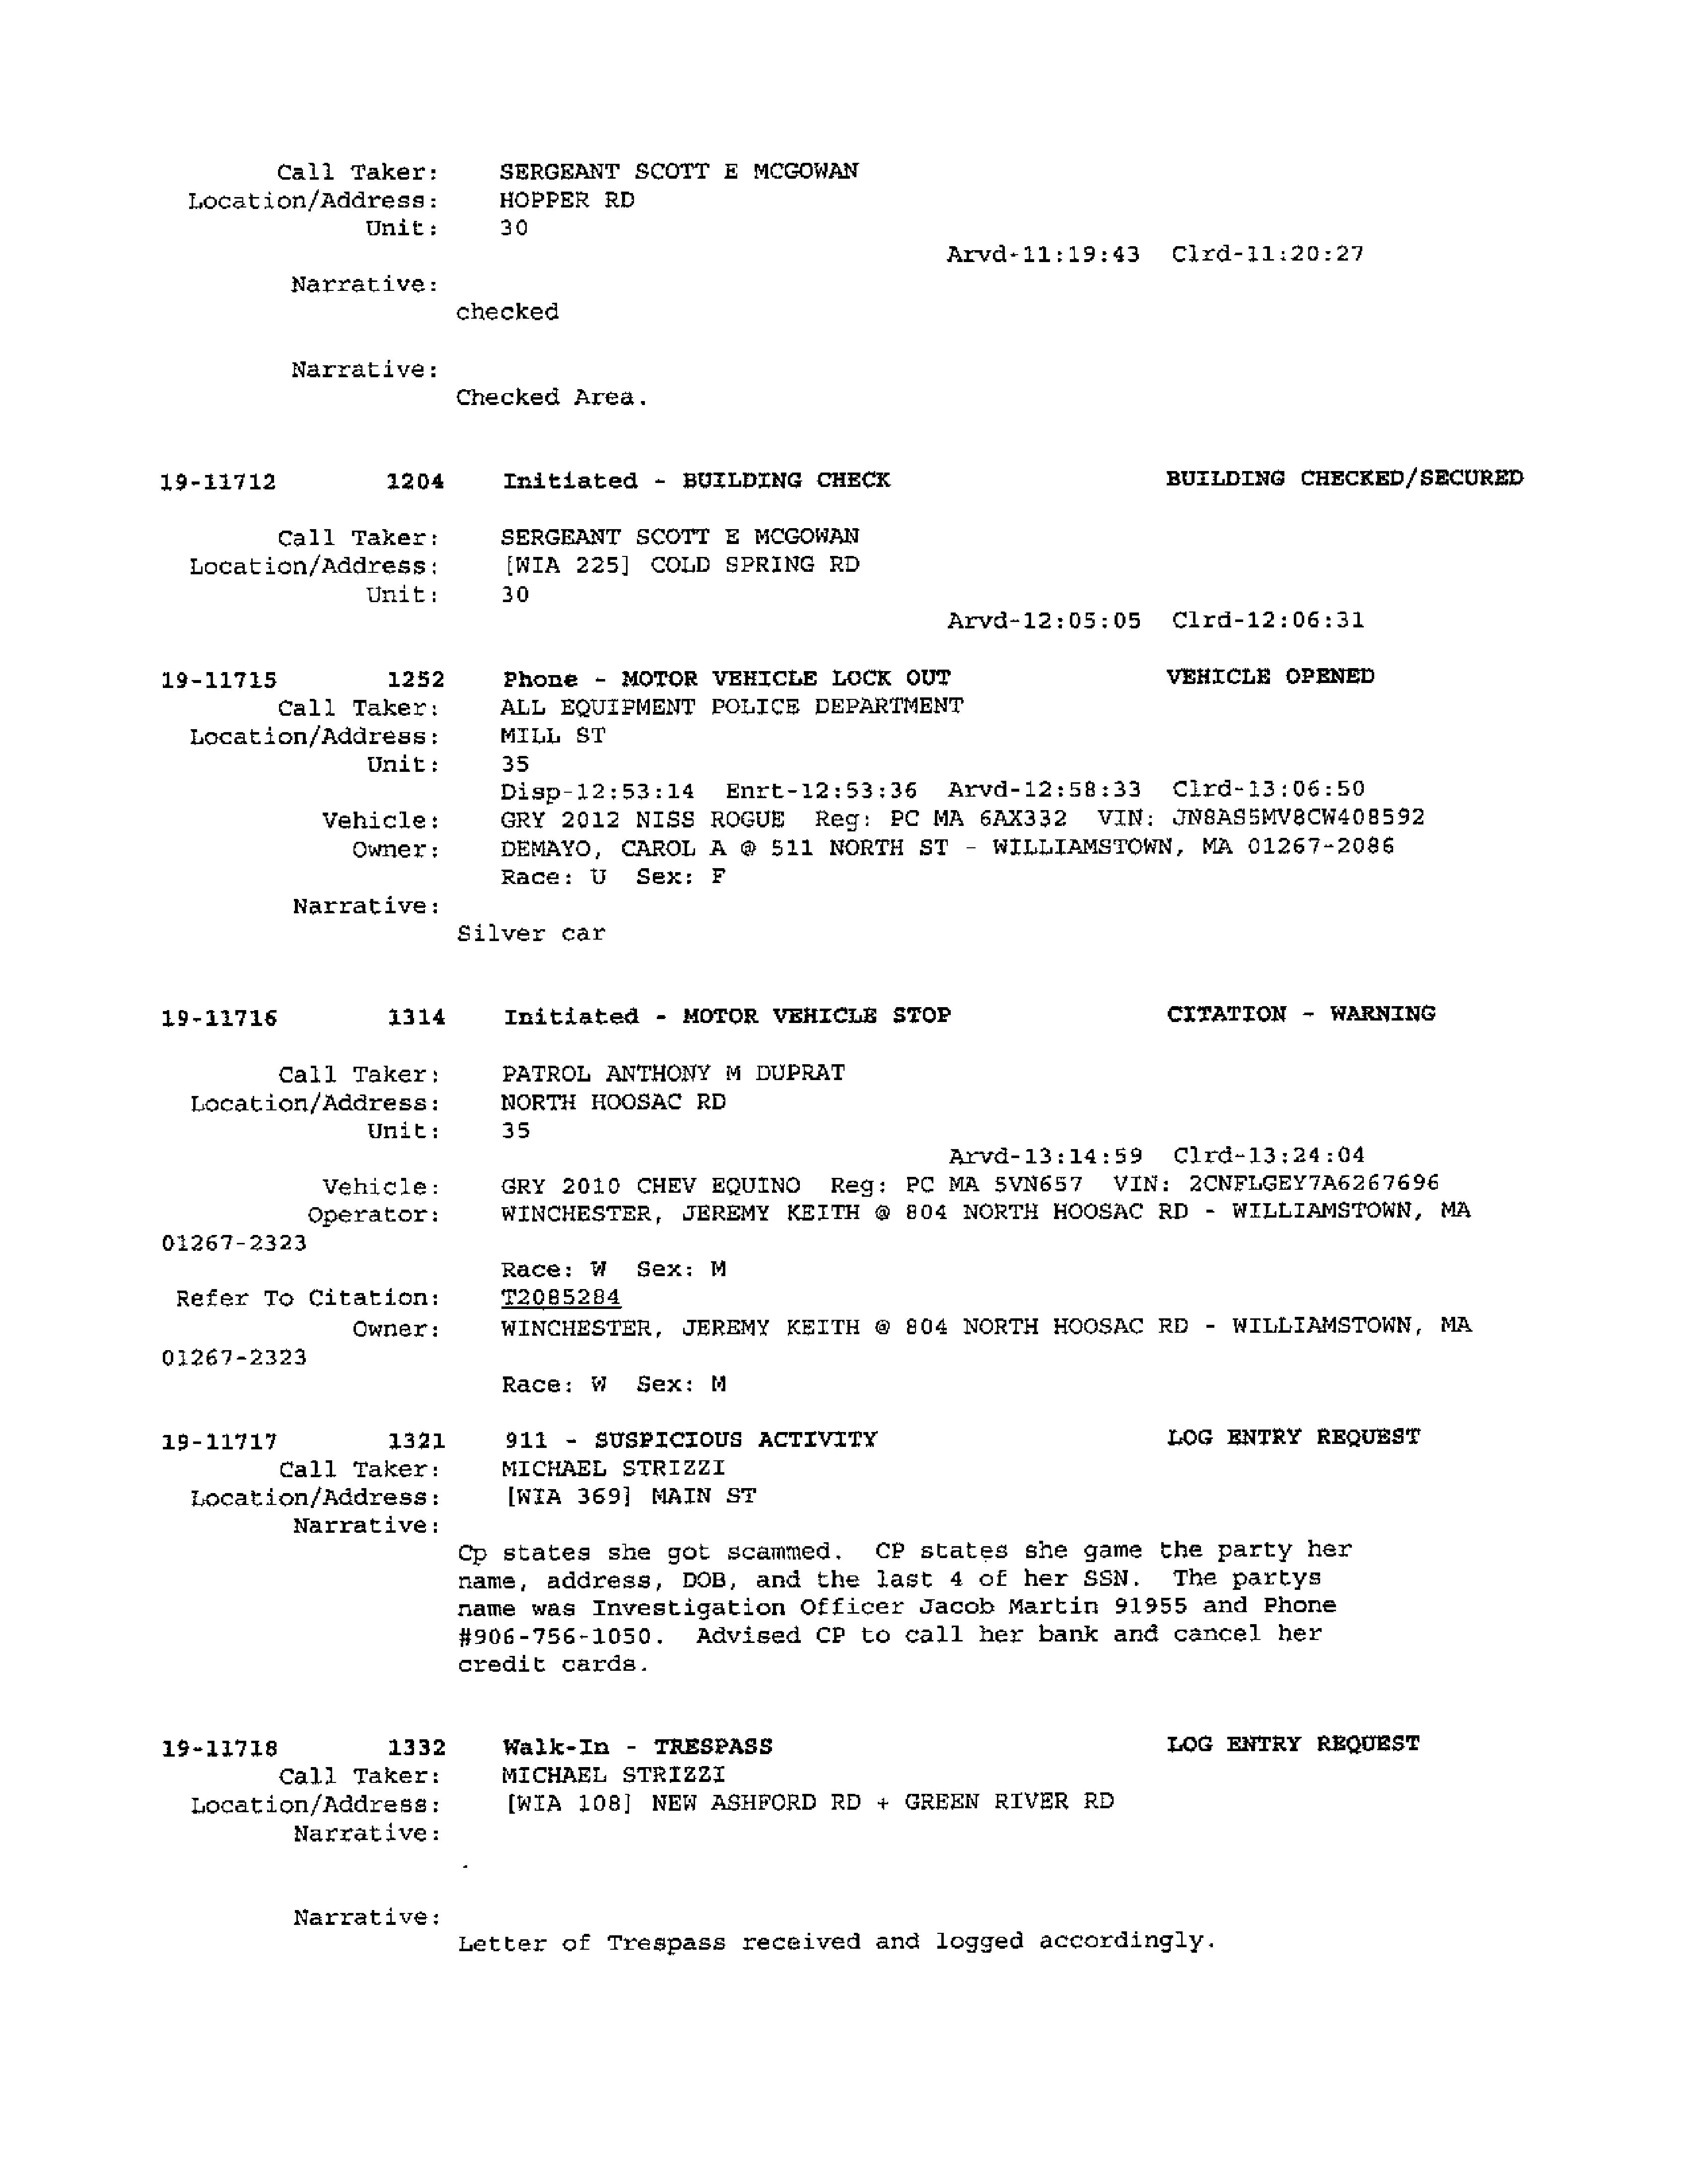 Call Taker: SERGEANT SCOTT E MCGOWAN
Location/Address: HOPPER RD
Unit: 30
Arvd-11:19:43 Clrd-11:20:27
Narrative:
checked
Narrative:
Checked Area.
19-11712 1204 Initiated - BUILDING CHECK BUILDING CHECKED/SECURED
Call Taker: SERGEANT SCOTT E MCGOWAN
Location/Address: [WIA 225] COLD SPRING RD
Unit: 30
Arvd-12:05:05 Clrd-12:06:31
19-11715 1252 Phone - MOTOR VEHICLE LOCK OUT VEHICLE OPENED
Call Taker: ALL EQUIPMENT POLICE DEPARTMENT
Location/Address: MILL ST
Unit: 35
Disp-12:53:14 Enrt-12:53:36 Arvd-12:58:33 Clrd-13:06:50
Vehicle: GRY 2012 NISS ROGUE Reg: PC MA 6AX332 VIN: JN8AS5MV8CW408592
Owner: DEMAYO, CAROL A @ 511 NORTH ST - WILLIAMSTOWN, MA 01267-2086
Race: U Sex: F
Narrative:
Silver car
19-11716 1314 Initiated - MOTOR VEHICLE STOP CITATION - WARNING
Call Taker: PATROL ANTHONY M DUPRAT
Location/Address: NORTH HOOSAC RD
Unit: 35
Arvd-13:14:59 Clrd-13:24:04
Vehicle: GRY 2010 CHEV EQUINO Reg: PC MA 5VN657 VIN: 2CNFLGEY7A6267696
Operator: WINCHESTER, JEREMY KEITH @ 804 NORTH HOOSAC RD - WILLIAMSTOWN, MA
01267-2323
Race: W Sex: M
Refer To Citation: T2085284
Owner: WINCHESTER, JEREMY KEITH @ 804 NORTH HOOSAC RD - WILLIAMSTOWN, MA
01267-2323
Race: W Sex: M
19-11717 1321 911 - SUSPICIOUS ACTIVITY LOG ENTRY REQUEST
Call Taker: MICHAEL STRIZZI
Location/Address: [WIA 369] MAIN ST
Narrative:
Cp states she got scammed. CP states she game the party her
name, address, DOB, and the last 4 of her SSN. The partys
name was Investigation Officer Jacob Martin 91955 and Phone
#906-756-1050. Advised CP to call her bank and cancel her
credit cards.
19-11718 1332 Walk-In - TRESPASS LOG ENTRY REQUEST
Call Taker: MICHAEL STRIZZI
Location/Address: [WIA 108] NEW ASHFORD RD + GREEN RIVER RD
Narrative:
.
Narrative:
Letter of Trespass received and logged accordingly.